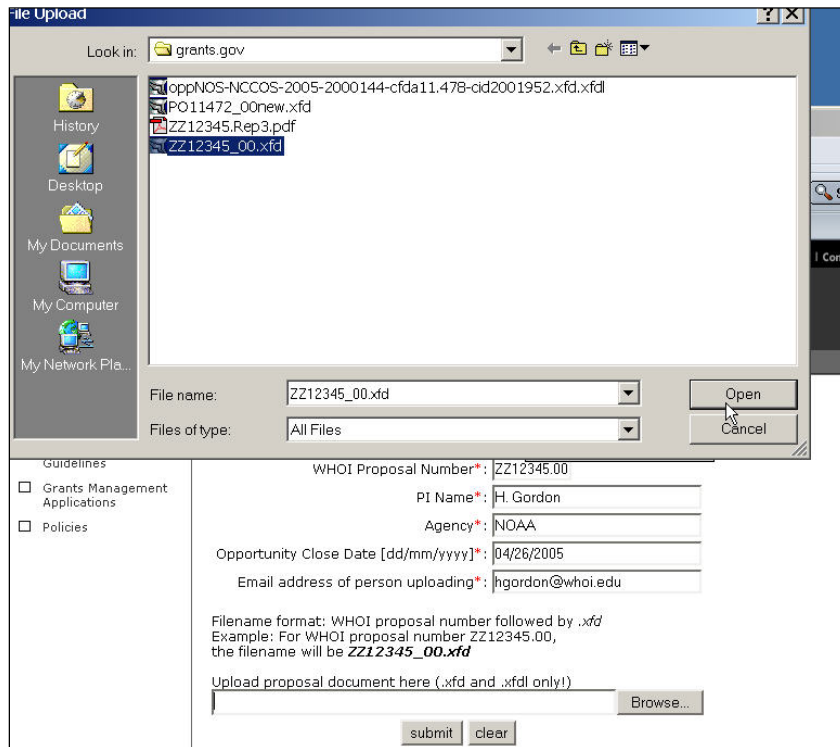 File Upload
Look in: grants.gov
oppNOS-NCCOS-2005-2000144-cfda11.478-cid2001952.xfd.xfdl
PO11472_00new.xfd
ZZ12345.Rep3.pdf
ZZ12345_00.xfd
History
Desktop
My Documents
My Computer
My Network Pla...
File name: ZZ12345_00.xfd
Open
Files of type: All Files
Cancel
Guidelines
Grants Management
Applications
Policies
WHOI Proposal Number*: ZZ12345.00
PI Name*: H. Gordon
Agency*: NOAA
Opportunity Close Date [dd/mm/yyyy]*: 04/26/2005
Email address of person uploading*: hgordon@whoi.edu
Filename format: WHOI proposal number followed by .xfd
Example: For WHOI proposal number ZZ12345.00,
the filename will be ZZ12345_00.xfd
Upload proposal document here (.xfd and .xfdl only!)
Browse...
submit clear